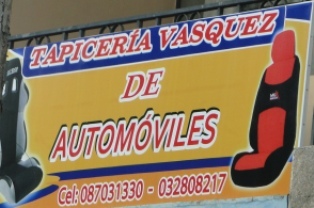 TAPICERÍA VASQUEZ
DE
AUTOMÓVILES
Cel: 087031330 - 032808217